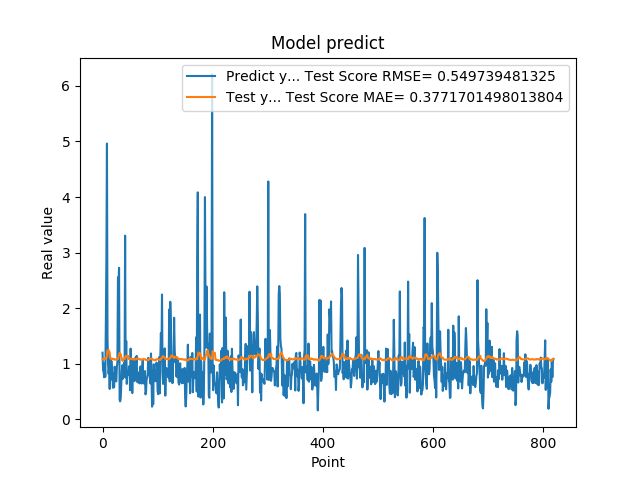 Model predict
Predict y... Test Score RMSE= 0.549739481325
Test y... Test Score MAE= 0.3771701498013804
6
5
4
3
2
1
0
Real value
0 200 400 600 800
Point